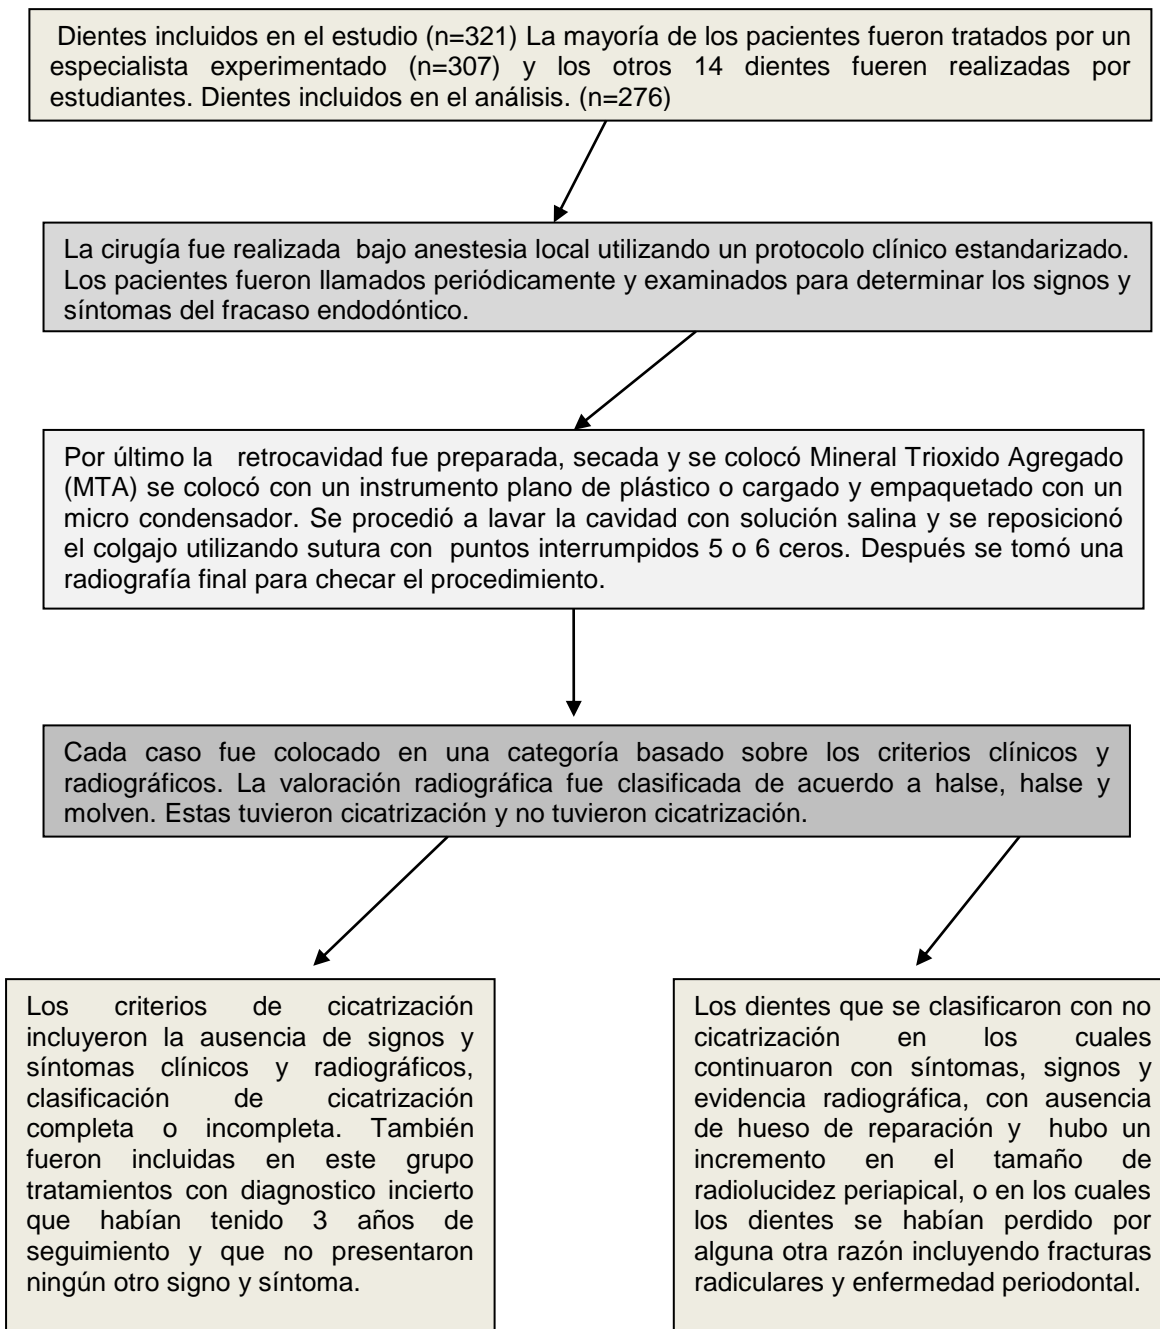 Dientes incluidos en el estudio (n=321) La mayoría de los pacientes fueron tratados por un
especialista experimentado (n=307) y los otros 14 dientes fueren realizadas por
estudiantes. Dientes incluidos en el análisis. (n=276)
La cirugía fue realizada bajo anestesia local utilizando un protocolo clínico estandarizado.
Los pacientes fueron llamados periódicamente y examinados para determinar los signos y
síntomas del fracaso endodóntico.
Por último la retrocavidad fue preparada, secada y se colocó Mineral Trioxido Agregado
(MTA) se colocó con un instrumento plano de plástico o cargado y empaquetado con un
micro condensador. Se procedió a lavar la cavidad con solución salina y se reposicionó
el colgajo utilizando sutura con puntos interrumpidos 5 o 6 ceros. Después se tomó una
radiografía final para checar el procedimiento.
Cada caso fue colocado en una categoría basado sobre los criterios clínicos y
radiográficos. La valoración radiográfica fue clasificada de acuerdo a halse, halse y
molven. Estas tuvieron cicatrización y no tuvieron cicatrización.
Los criterios de cicatrización
incluyeron la ausencia de signos y
síntomas clínicos y radiográficos,
clasificación de cicatrización
completa o incompleta. También
fueron incluidas en este grupo
tratamientos con diagnostico incierto
que habían tenido 3 años de
seguimiento y que no presentaron
ningún otro signo y síntoma.
Los dientes que se clasificaron con no
cicatrización en los cuales
continuaron con síntomas, signos y
evidencia radiográfica, con ausencia
de hueso de reparación y hubo un
incremento en el tamaño de
radiolucidez periapical, o en los cuales
los dientes se habían perdido por
alguna otra razón incluyendo fracturas
radiculares y enfermedad periodontal.